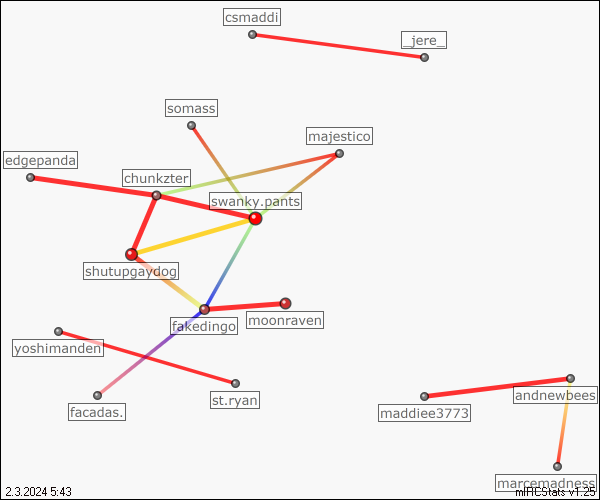 csmaddi
_jere_
somass
majestico
edgepanda
chunkzter
swanky.pants
shutupgaydog
moonraven
fakedingo
yoshimanden
st.ryan
facadas.
andnewbees
maddiee3773
marcemadness
2.3.2024 5:43
mIRCStats v1.25